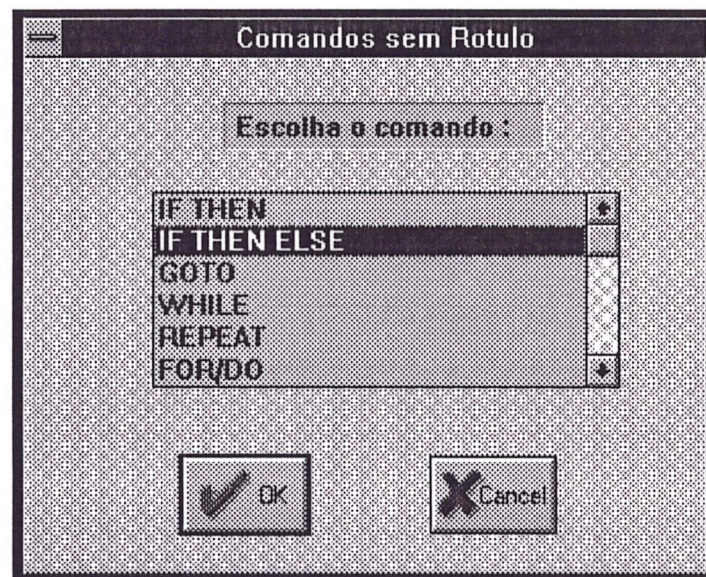 Comandos sem Rotulo
Escolha o comando :
IF THEN
IF THEN ELSE
GOTO
WHILE
REPEAT
FOR/DO
OK
Cancel